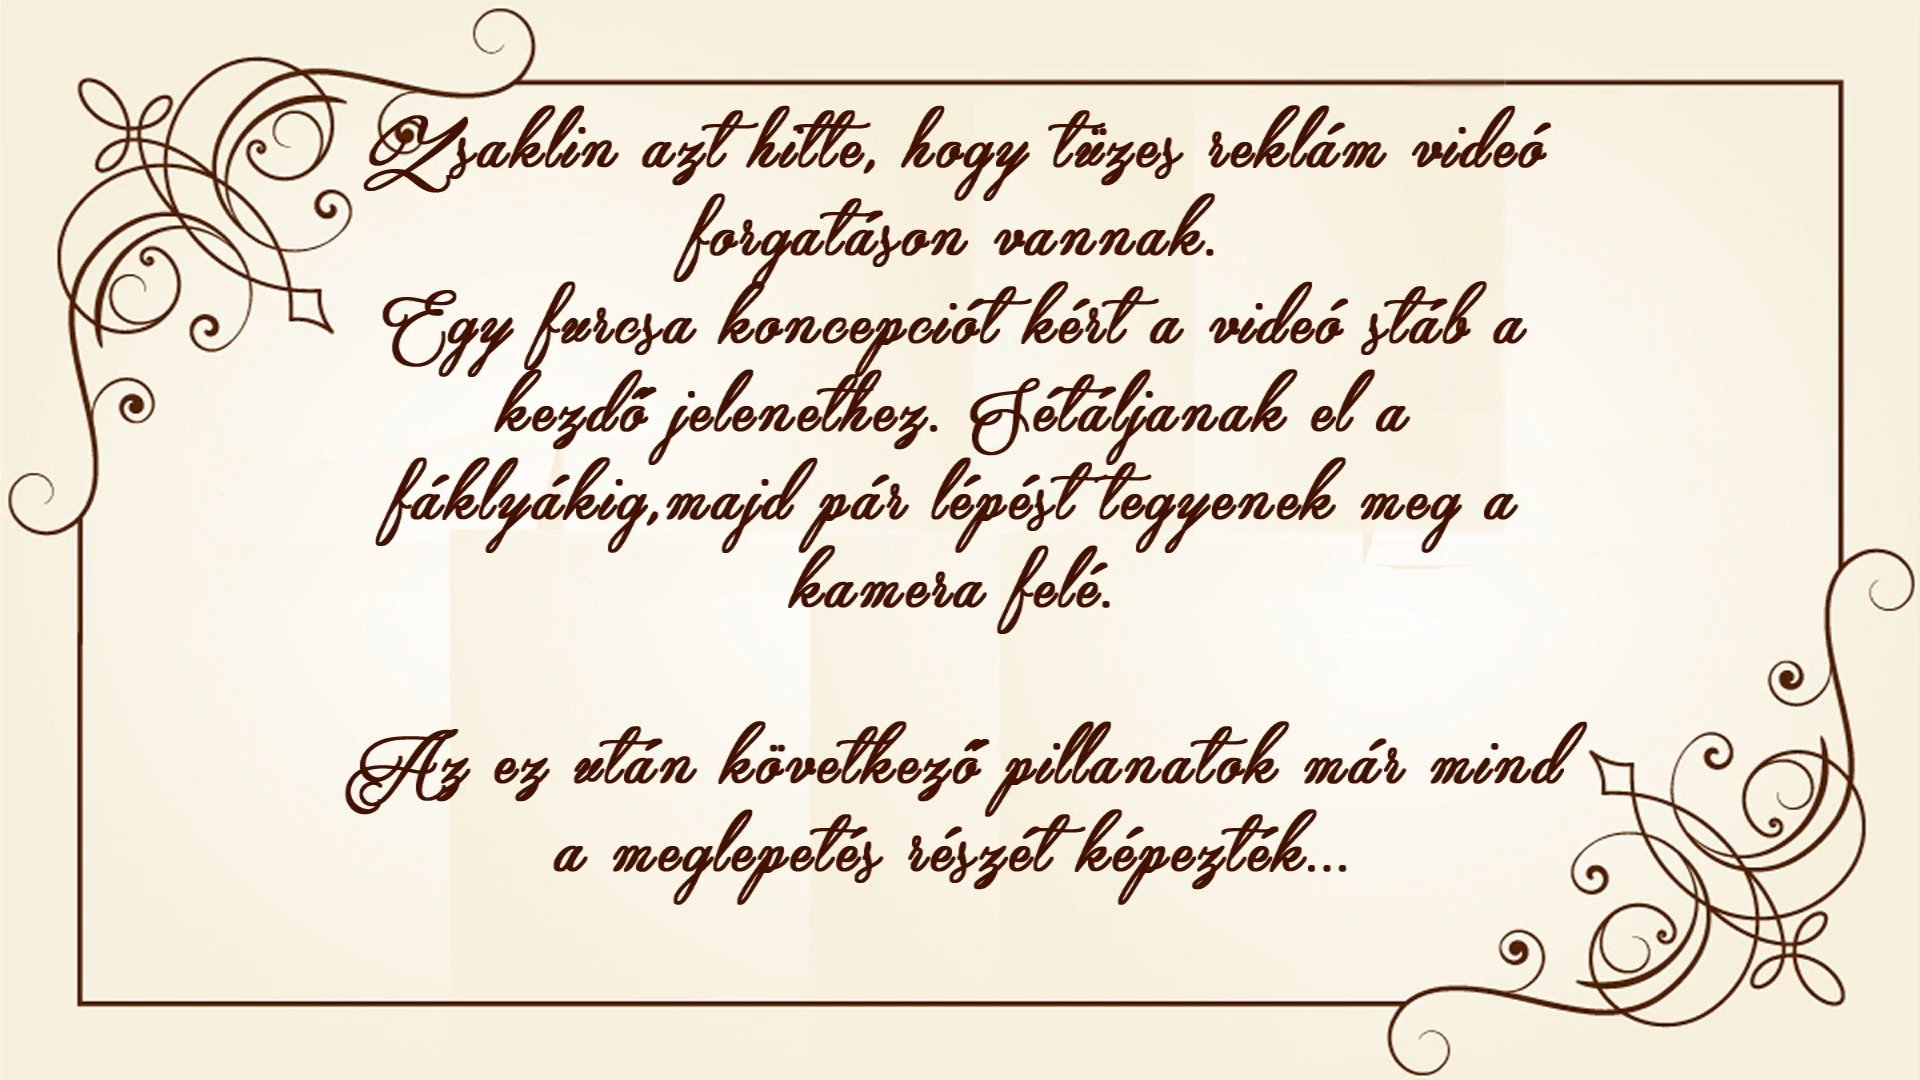 Zsaklin azt hitte, hogy tüzes reklám videó
forgatáson vannak.
Egy furcsa koncepciót kért a videó stáb a
kezdő jelenethez. Sétáljanak el a
fáklyákig,majd pár lépést tegyenek meg a
kamera felé.
Az ez után következő pillanatok már mind
a meglepetés részét képezték...